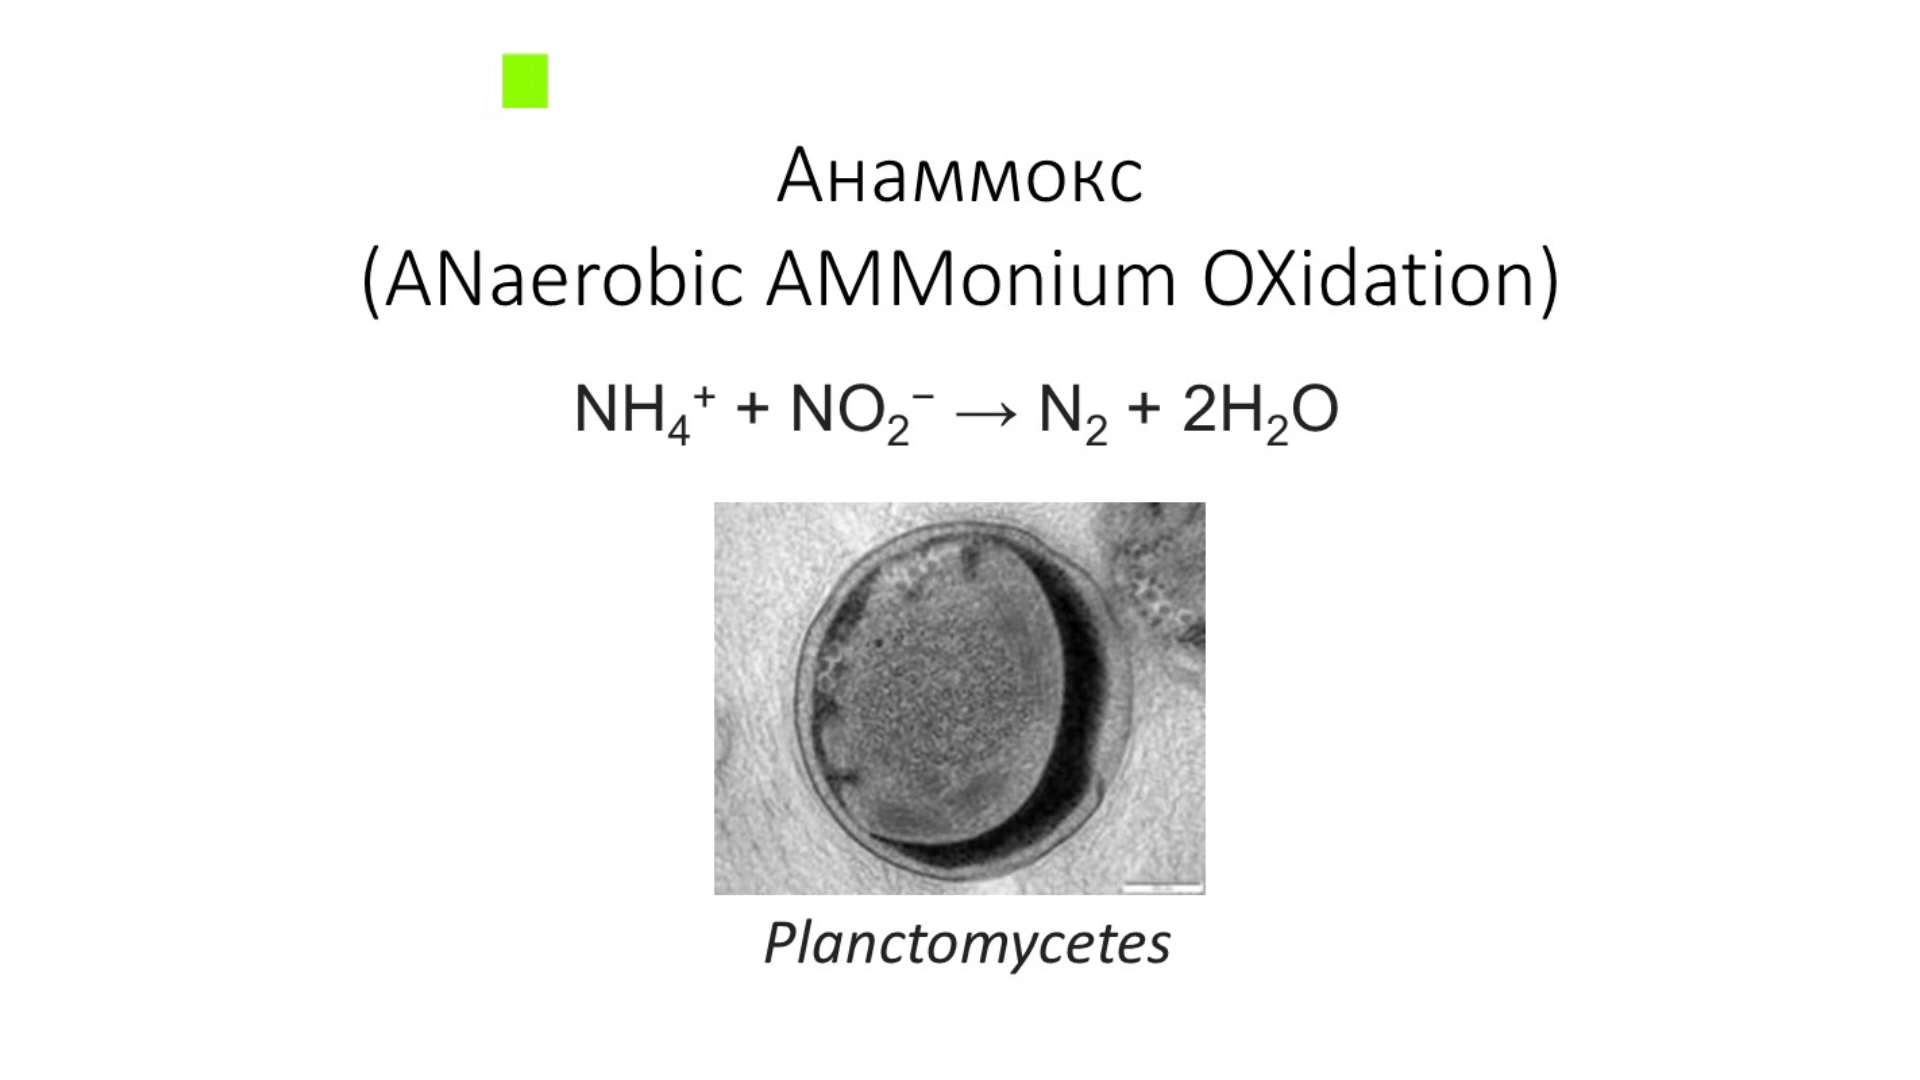 Анаммокс
(ANaerobic AMMonium OXidation)
NH₄⁺ + NO₂⁻ → N₂ + 2H₂O
Planctomycetes